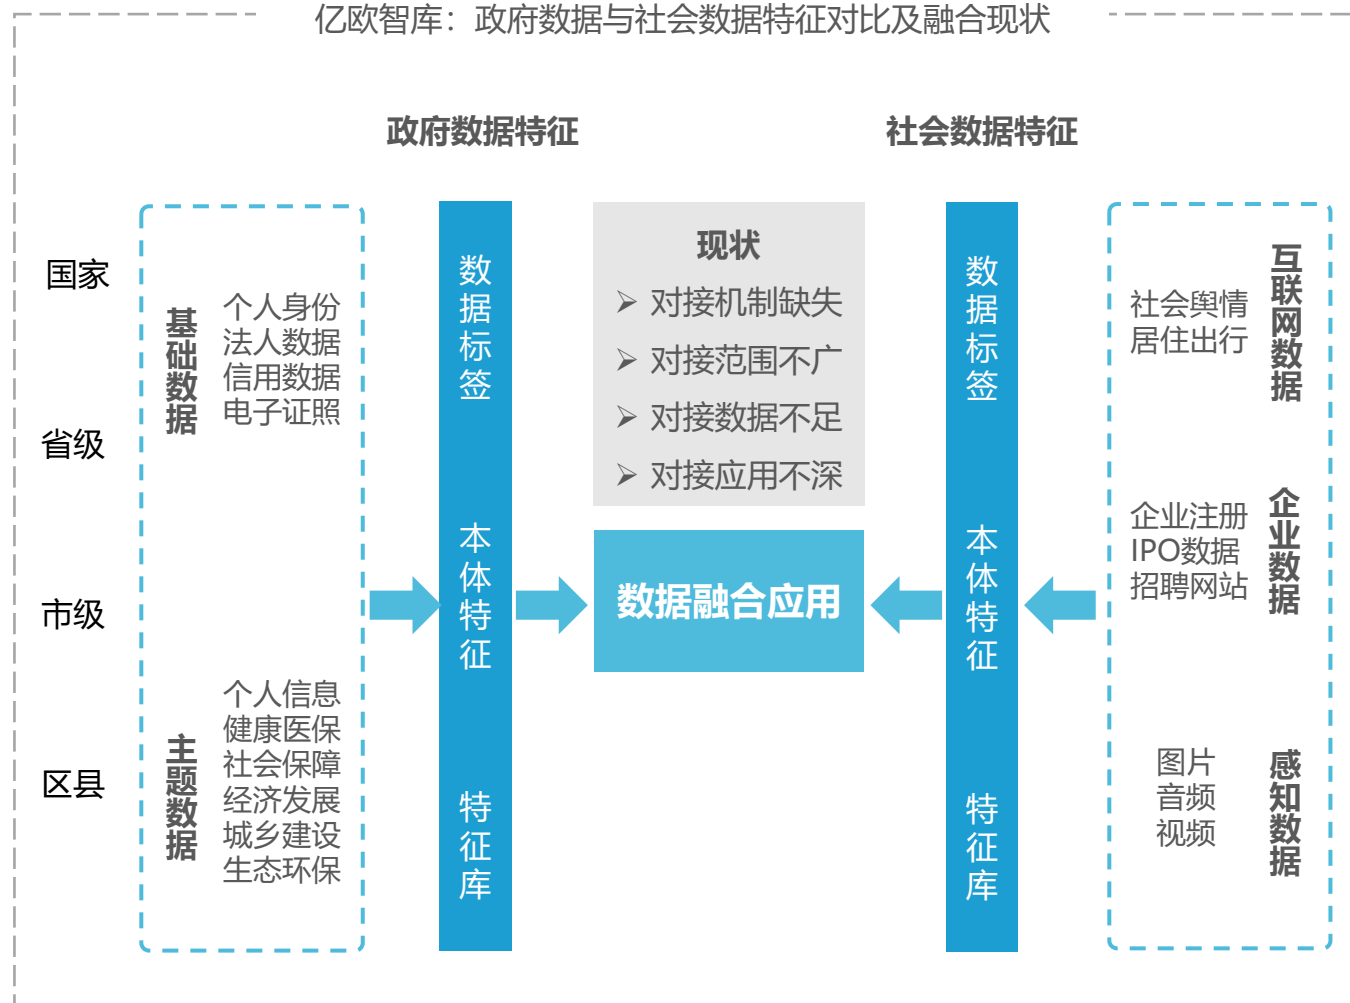 亿欧智库：政府数据与社会数据特征对比及融合现状
政府数据特征
社会数据特征
国家
省级
市级
区县
基础数据
个人身份
法人数据
信用数据
电子证照
主题数据
个人信息
健康医保
社会保障
经济发展
城乡建设
生态环保
数据标签
本体特征
特征库
现状
➢ 对接机制缺失
➢ 对接范围不广
➢ 对接数据不足
➢ 对接应用不深
数据融合应用
数据标签
本体特征
特征库
社会舆情
居住出行
互联网数据
企业注册
IPO数据
招聘网站
企业数据
图片
音频
视频
感知数据